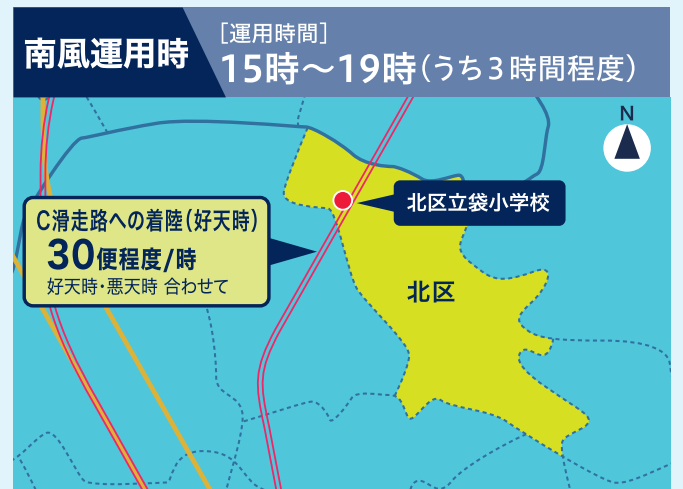 南風運用時
［運用時間］
15時～19時（うち３時間程度）
N
北区立袋小学校
C滑走路への着陸（好天時）
30便程度/時
好天時・悪天時 合わせて
北区